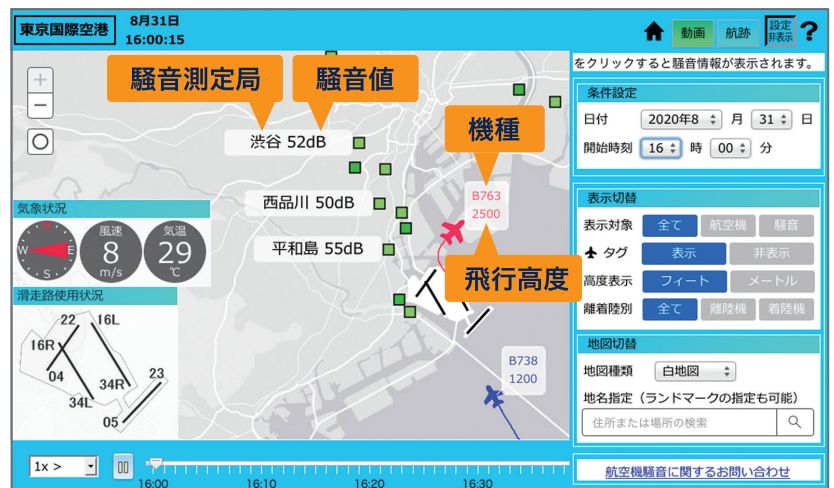 東京国際空港
8月31日
16:00:15
動画
航跡
設定
非表示
?
をクリックすると騒音情報が表示されます。
騒音測定局
騒音値
機種
飛行高度
渋谷 52dB
西品川 50dB
平和島 55dB
B763
2500
B738
1200
気象状況
N
W
E
S
風速
8
m/s
気温
29
℃
滑走路使用状況
22
16L
16R
04
34R
23
34L
05
条件設定
日付
2020年8
月
31
日
開始時刻
16
時
00
分
表示切替
表示対象
全て
航空機
騒音
タグ
表示
非表示
高度表示
フィート
メートル
離着陸別
全て
離陸機
着陸機
地図切替
地図種類
白地図
地名指定（ランドマークの指定も可能）
住所または場所の検索
航空機騒音に関するお問い合わせ
1x >
16:00
16:10
16:20
16:30